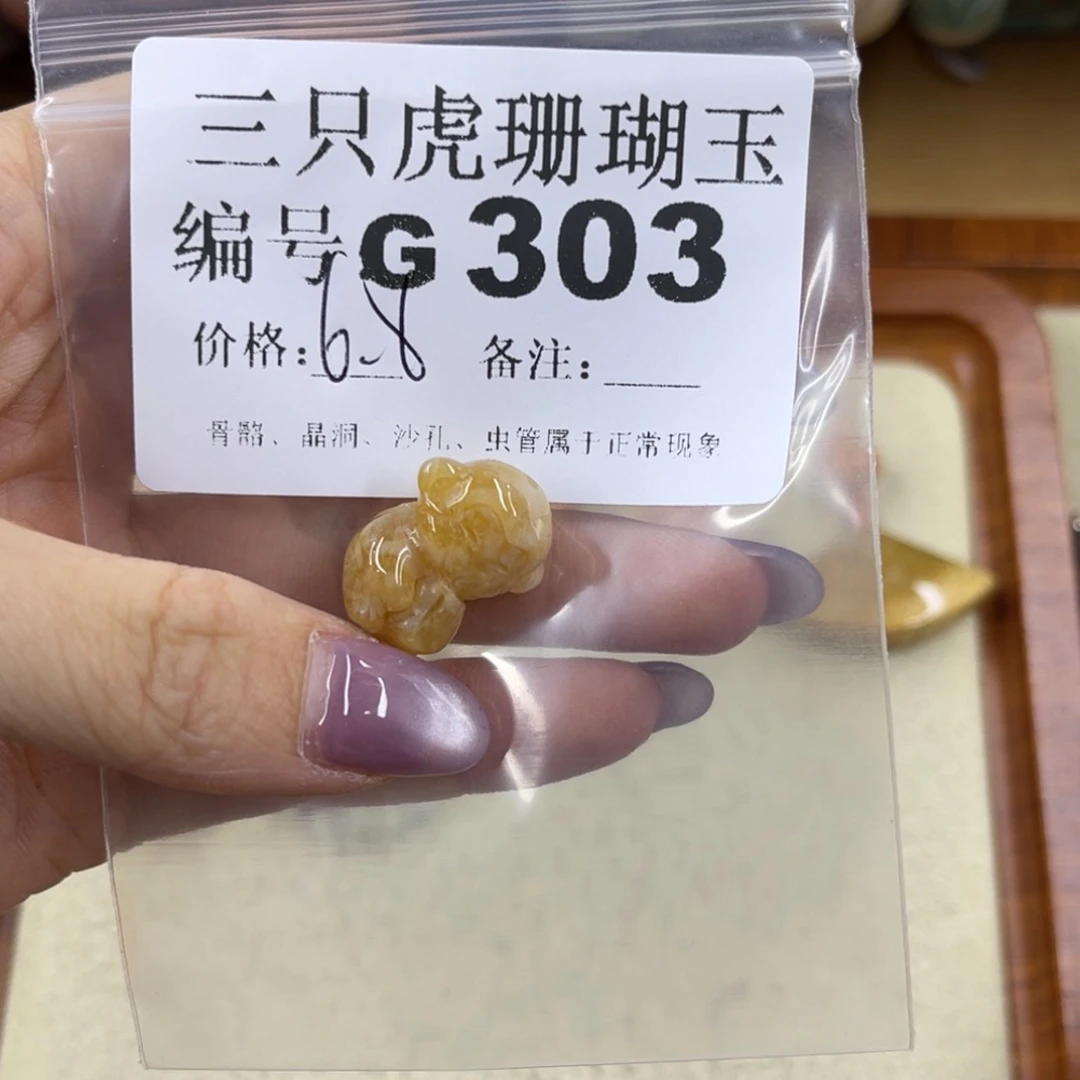 三只虎珊瑚玉
编号G 303
价格:68 备注:
骨骼、晶洞、沙孔、虫管属于正常现象